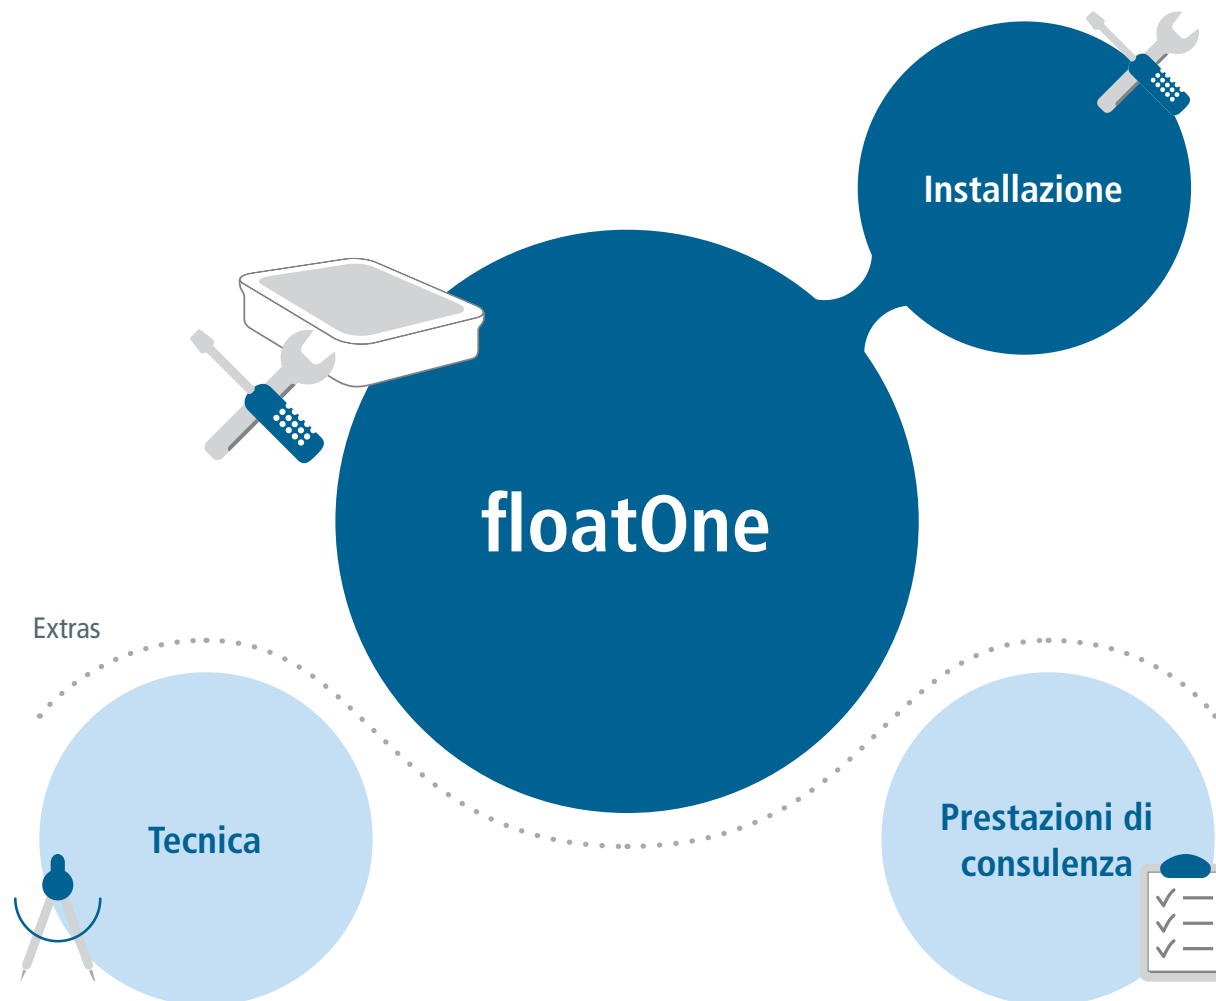 Installazione
floatOne
Extras
Tecnica
Prestazioni di
consulenza